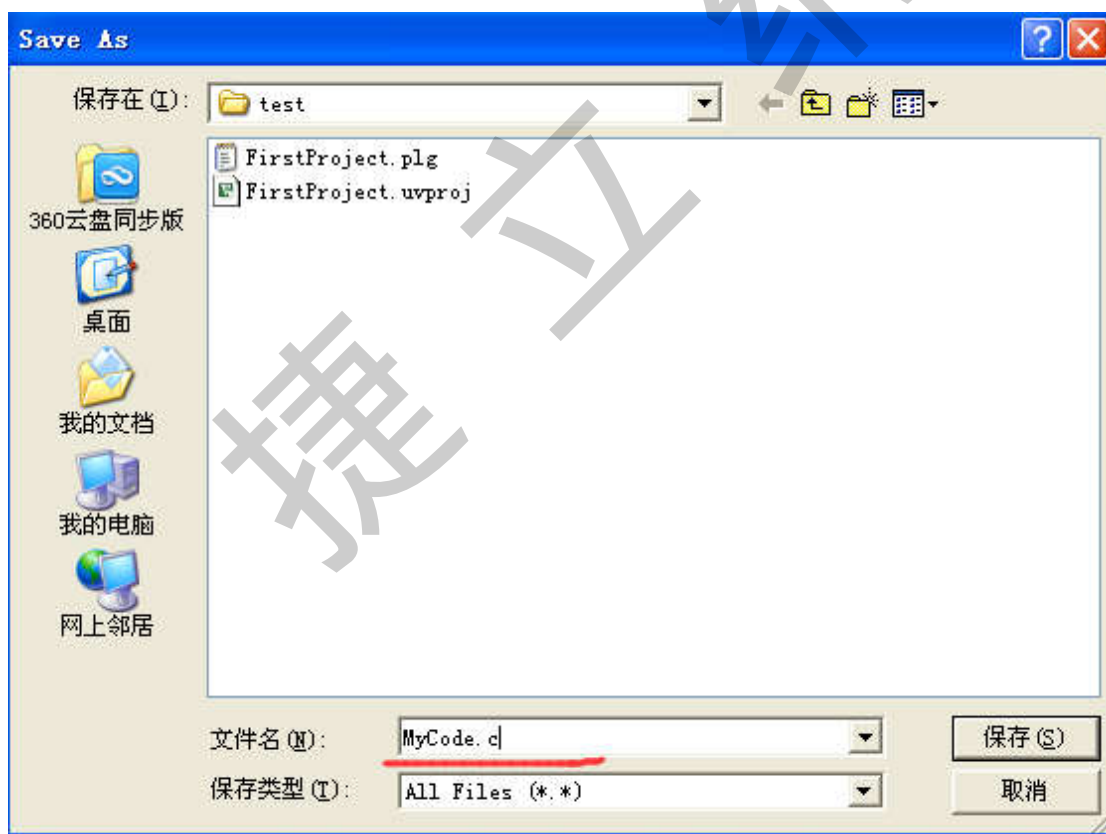 Save As
保存在(I):
test
FirstProject.plg
FirstProject.uvproj
360云盘同步版
桌面
我的文档
我的电脑
网上邻居
文件名(N):
MyCode.c
保存(S)
保存类型(T):
All Files (*.*)
取消
捷立